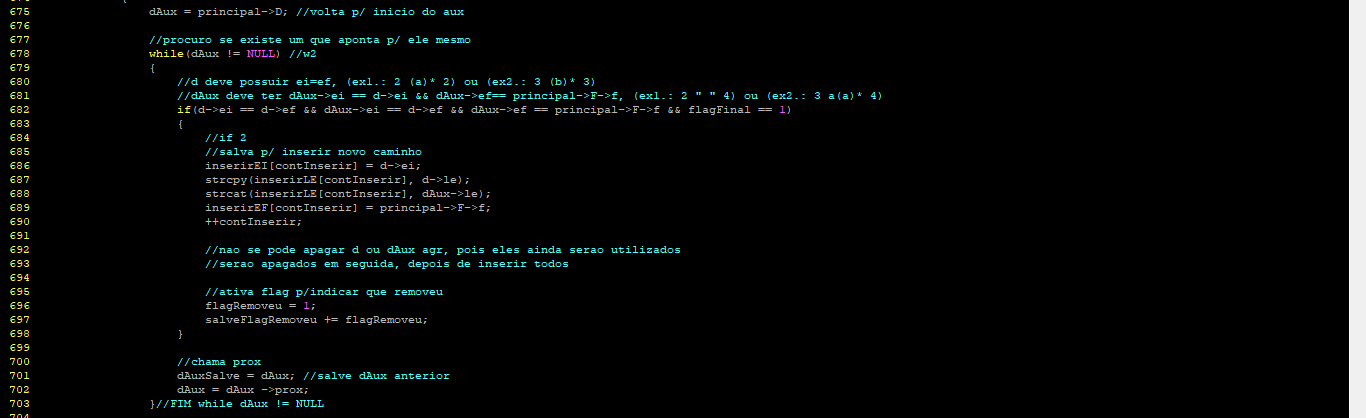 675 dAux = principal->D; //volta p/ inicio do aux
676
677 //procuro se existe um que aponta p/ ele mesmo
678 while(dAux != NULL) //w2
679 {
680 //d deve possuir ei=ef, (ex1.: 2 (a)* 2) ou (ex2.: 3 (b)* 3)
681 //dAux deve ter dAux->ei == d->ei && dAux->ef== principal->F->f, (ex1.: 2 " " 4) ou (ex2.: 3 a(a)* 4)
682 if(d->ei == d->ef && dAux->ei == d->ef && dAux->ef == principal->F->f && flagFinal == 1)
683 {
684 //if 2
685 //salva p/ inserir novo caminho
686 inserirEI[contInserir] = d->ei;
687 strcpy(inserirLE[contInserir], d->le);
688 strcat(inserirLE[contInserir], dAux->le);
689 inserirEF[contInserir] = principal->F->f;
690 ++contInserir;
691
692 //nao se pode apagar d ou dAux agr, pois eles ainda serao utilizados
693 //serao apagados em seguida, depois de inserir todos
694
695 //ativa flag p/indicar que removeu
696 flagRemoveu = 1;
697 salveFlagRemoveu += flagRemoveu;
698 }
699
700 //chama prox
701 dAuxSalve = dAux; //salve dAux anterior
702 dAux = dAux ->prox;
703 }//FIM while dAux != NULL